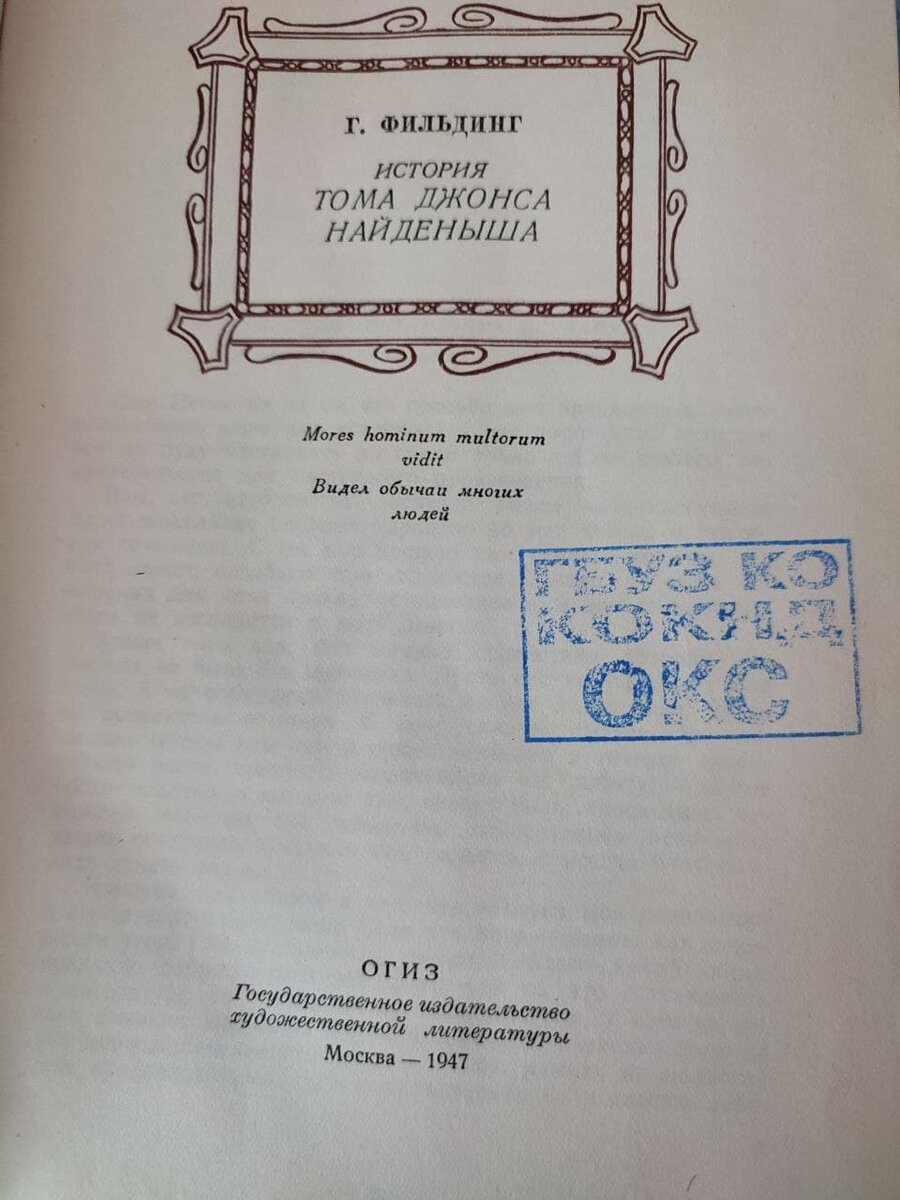 Г. ФИЛЬДИНГ
ИСТОРИЯ
ТОМА ДЖОНСА
НАЙДЕНЫША
Mores hominum multorum
vidit
Видел обычаи многих
людей
ГБУЗ КО
КОКНД
ОКС
ОГИЗ
Государственное издательство
художественной литературы
Москва — 1947